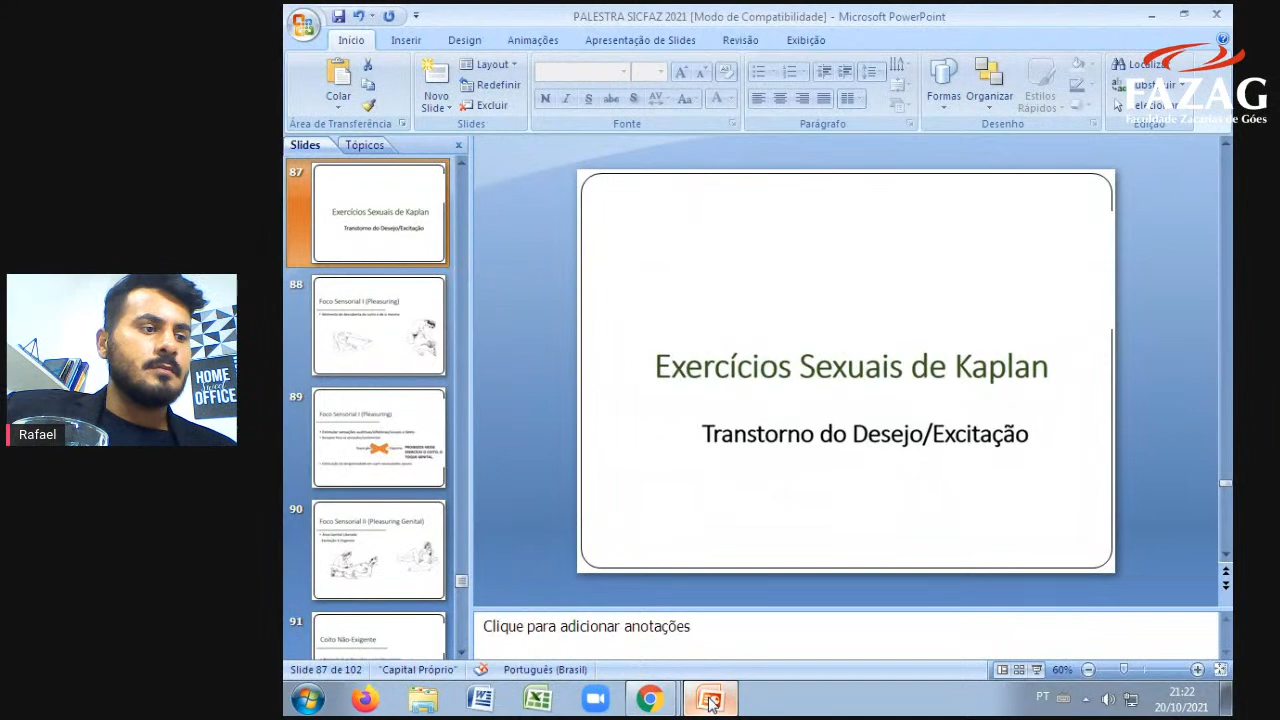 PALESTRA SICFAZ 2021 [Modo de Compatibilidade] - Microsoft PowerPoint
Início Inserir Design Animações Apresentação de Slides Revisão Exibição
Colar
Área de Transferência
Novo Slide
Layout
Redefinir
Excluir
Slides
Fonte
Parágrafo
Formas
Organizar
Estilos Rápidos
Desenho
Edição
FAZAG
Faculdade Zacarias de Góes
Slides Tópicos
87
Exercícios Sexuais de Kaplan
Transtorno do Desejo/Excitação
88
Foco Sensorial I (Pleasuring)
89
Foco Sensorial I (Pleasuring)
90
Foco Sensorial II (Pleasuring Genital)
91
Coito Não-Exigente
Exercícios Sexuais de Kaplan
Transtorno do Desejo/Excitação
HOME
Sweet
OFFICE
Rafael
Clique para adicionar anotações
Slide 87 de 102 "Capital Próprio" Português (Brasil) 60%
PT
21:22
20/10/2021